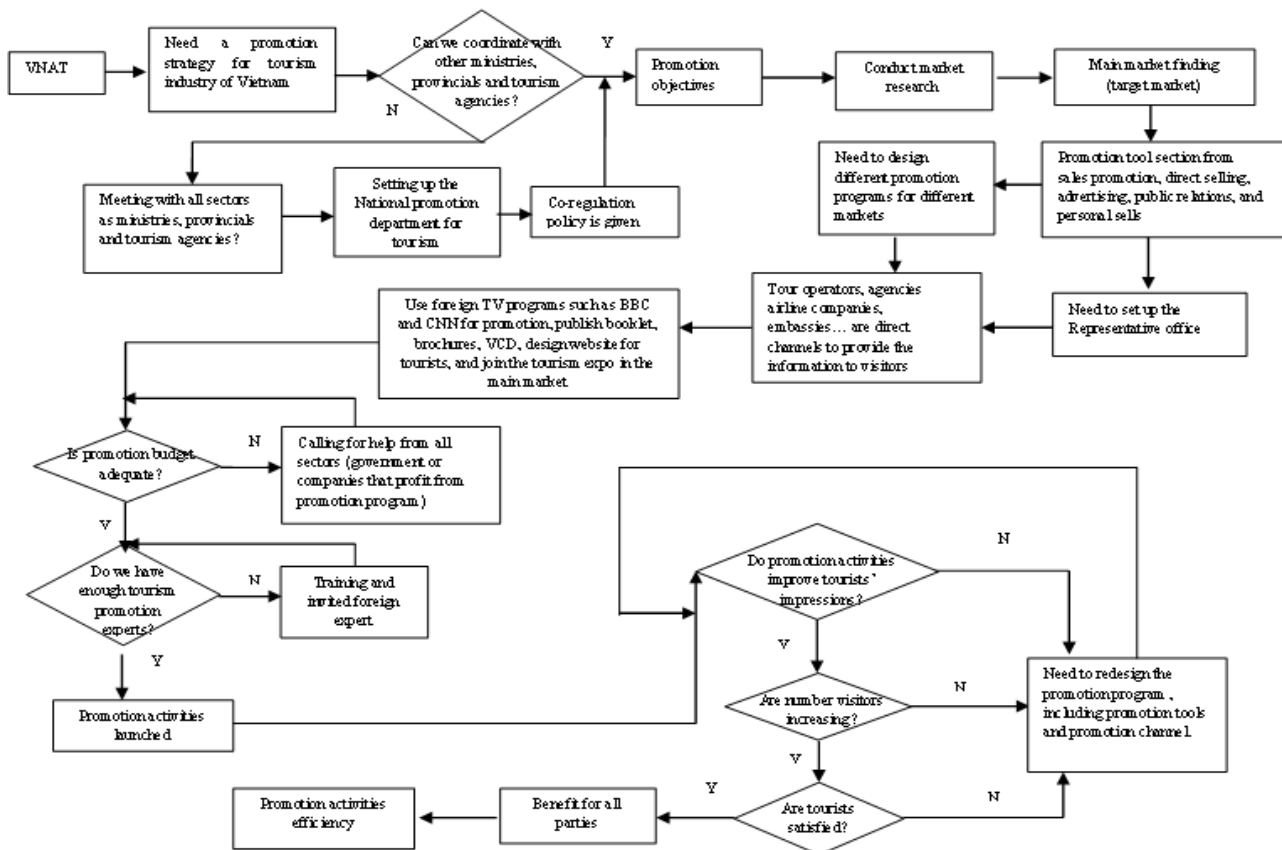 VNAT
Need a promotion
strategy for tourism
industry of Vietnam
Can we coordinate with
other ministries,
provincials and tourism
agencies?
Y
N
Promotion
objectives
Conduct market
research
Main market finding
(target market)
Meeting with all sectors
as ministries, provincials
and tourism agencies?
Setting up the
National promotion
department for
tourism
Co-regulation
policy is given
Need to design
different promotion
programs for different
markets
Promotion tool section from
sales promotion, direct selling,
advertising, public relations, and
personal sells
Use foreign TV programs such as BBC
and CNN for promotion, publish booklet,
brochures, VCD, design website for
tourists, and join the tourism expo in the
main market
Tour operators, agencies
airline companies,
embassies... are direct
channels to provide the
information to visitors
Need to set up the
Representative office
Is promotion budget
adequate?
N
Calling for help from all
sectors (government or
companies that profit from
promotion program)
Y
Do we have
enough tourism
promotion
experts?
N
Training and
invited foreign
expert
Y
Promotion activities
launched
Do promotion activities
improve tourists'
impressions?
N
Y
Are number visitors
increasing?
N
Need to redesign the
promotion program,
including promotion tools
and promotion channel.
Y
Are tourists
satisfied?
N
Y
Benefit for all
parties
Promotion activities
efficiency